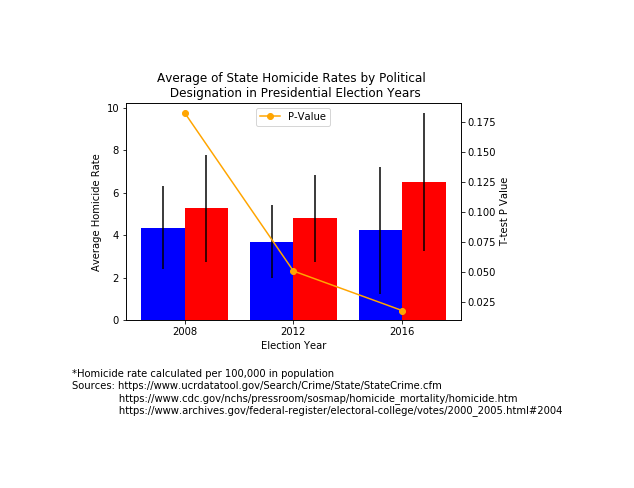 Average of State Homicide Rates by Political
Designation in Presidential Election Years
P-Value
10
8
6
4
2
0
Average Homicide Rate
0.175
0.150
0.125
0.100
0.075
0.050
0.025
T-test P Value
2008
2012
2016
Election Year
*Homicide rate calculated per 100,000 in population
Sources: https://www.ucrdatatool.gov/Search/Crime/State/StateCrime.cfm
https://www.cdc.gov/nchs/pressroom/sosmap/homicide_mortality/homicide.htm
https://www.archives.gov/federal-register/electoral-college/votes/2000_2005.html#2004